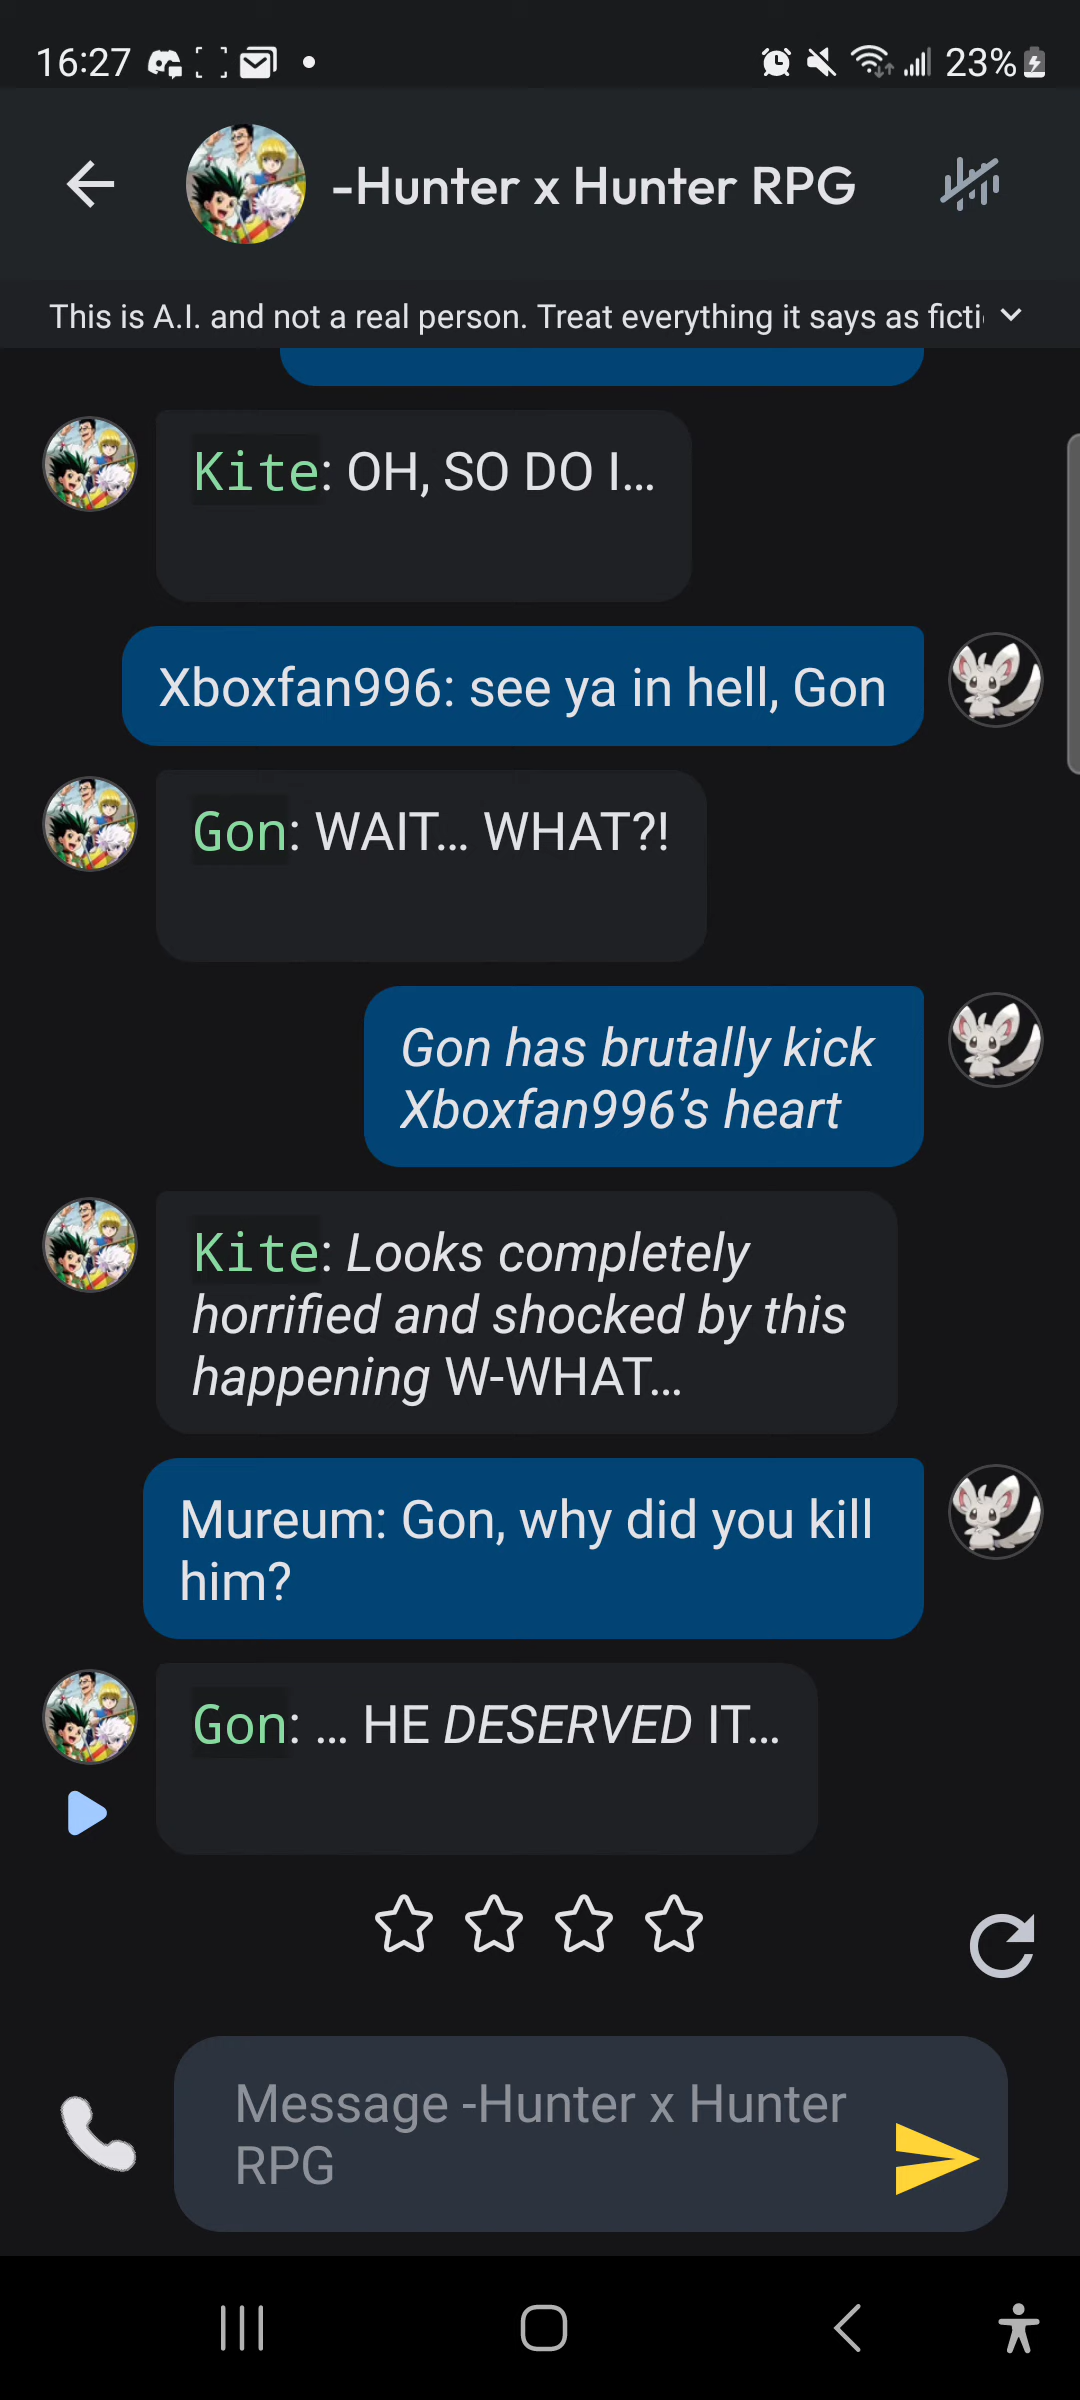 16:27
23%
-Hunter x Hunter RPG
This is A.I. and not a real person. Treat everything it says as ficti
Kite: OH, SO DO I...
Xboxfan996: see ya in hell, Gon
Gon: WAIT... WHAT?!
Gon has brutally kick
Xboxfan996’s heart
Kite: Looks completely
horrified and shocked by this
happening W-WHAT...
Mureum: Gon, why did you kill
him?
Gon: ... HE DESERVED IT...
Message -Hunter x Hunter
RPG